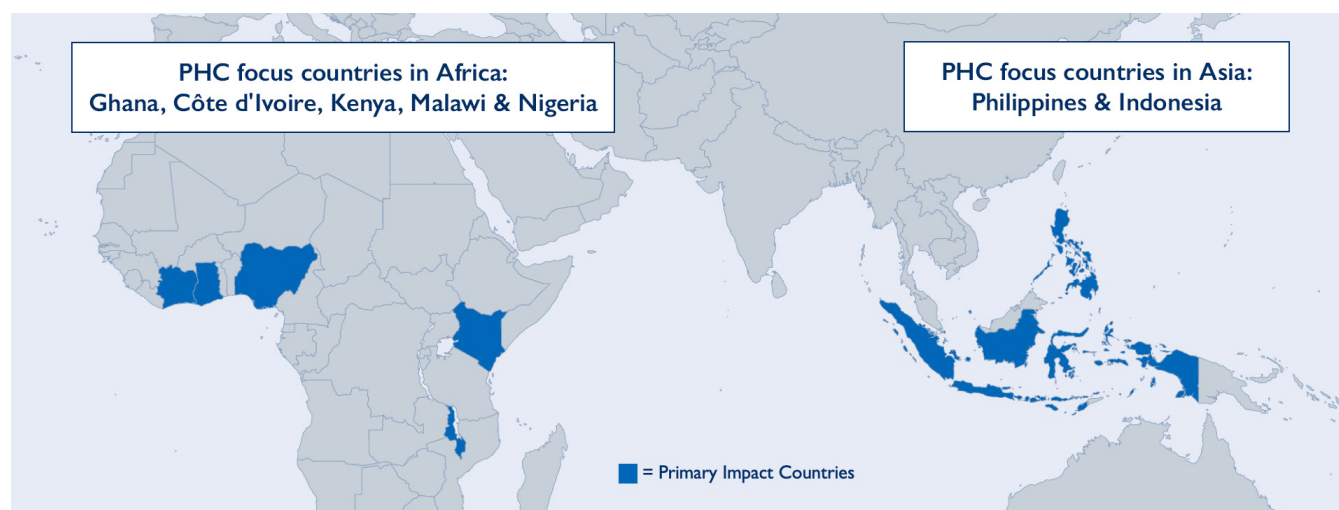 PHC focus countries in Africa:
Ghana, Côte d'Ivoire, Kenya, Malawi & Nigeria
PHC focus countries in Asia:
Philippines & Indonesia
= Primary Impact Countries